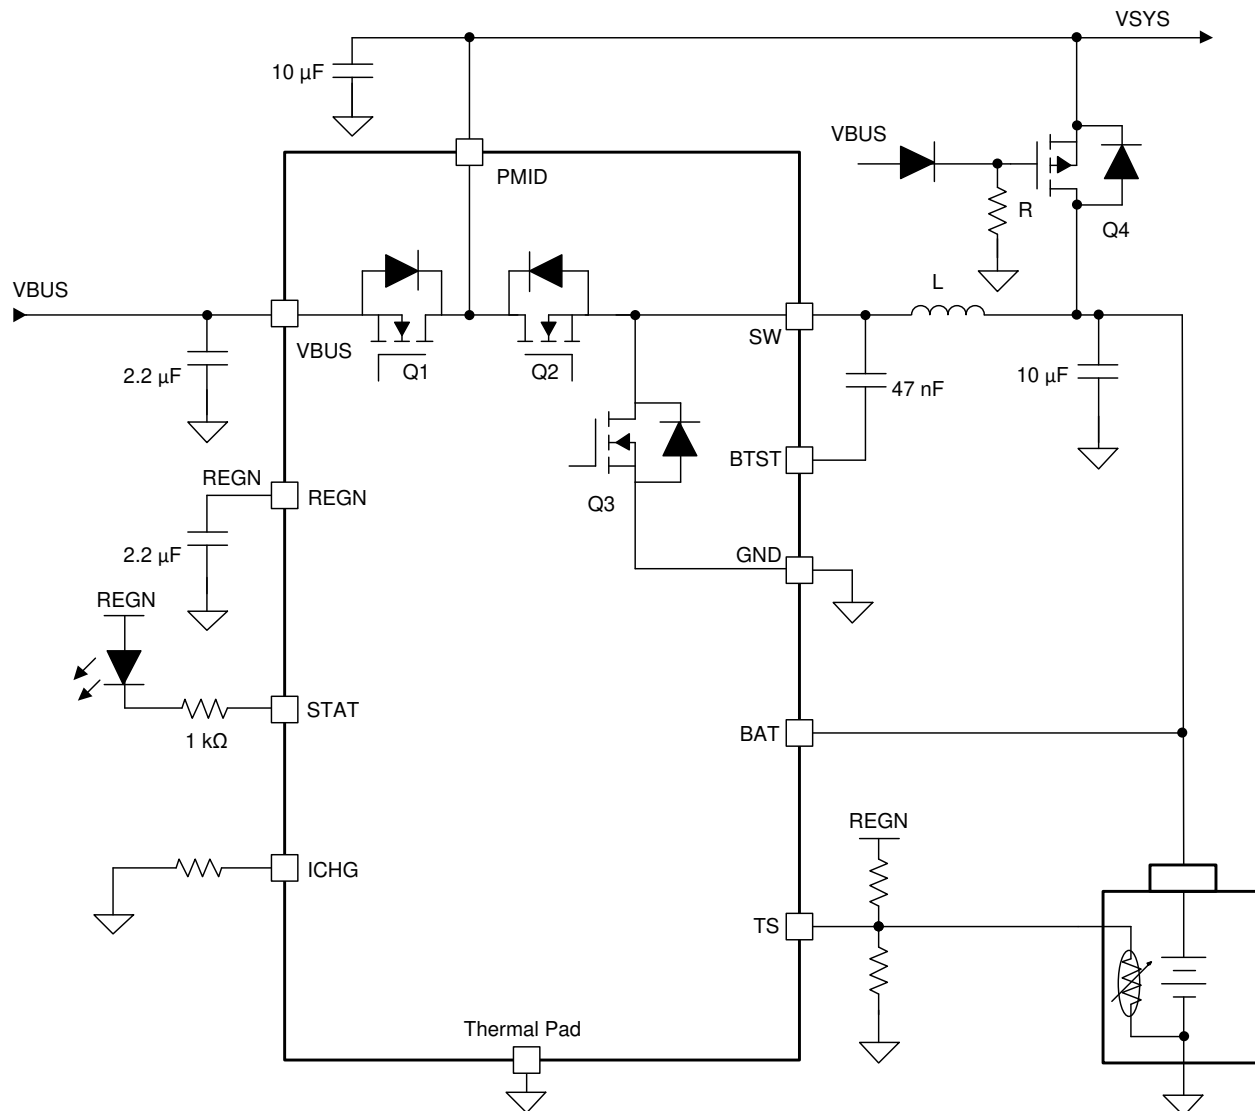 VSYS
10 µF
VBUS
PMID
R
Q4
VBUS
L
VBUS
SW
Q1
Q2
2.2 µF
47 nF
10 µF
BTST
REGN
REGN
Q3
2.2 µF
GND
REGN
STAT
1 kΩ
BAT
REGN
ICHG
TS
Thermal Pad